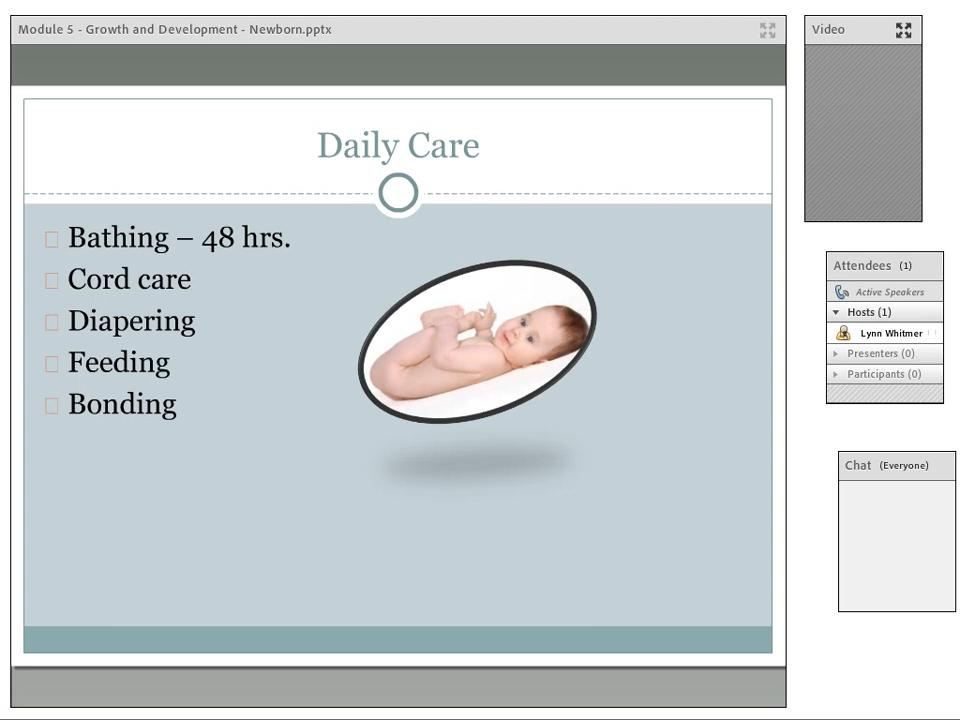 Module 5 - Growth and Development - Newborn.pptx
Daily Care
Bathing – 48 hrs.
Cord care
Diapering
Feeding
Bonding
Video
Attendees (1)
Active Speakers
Hosts (1)
Lynn Whitmer
Presenters (0)
Participants (0)
Chat (Everyone)